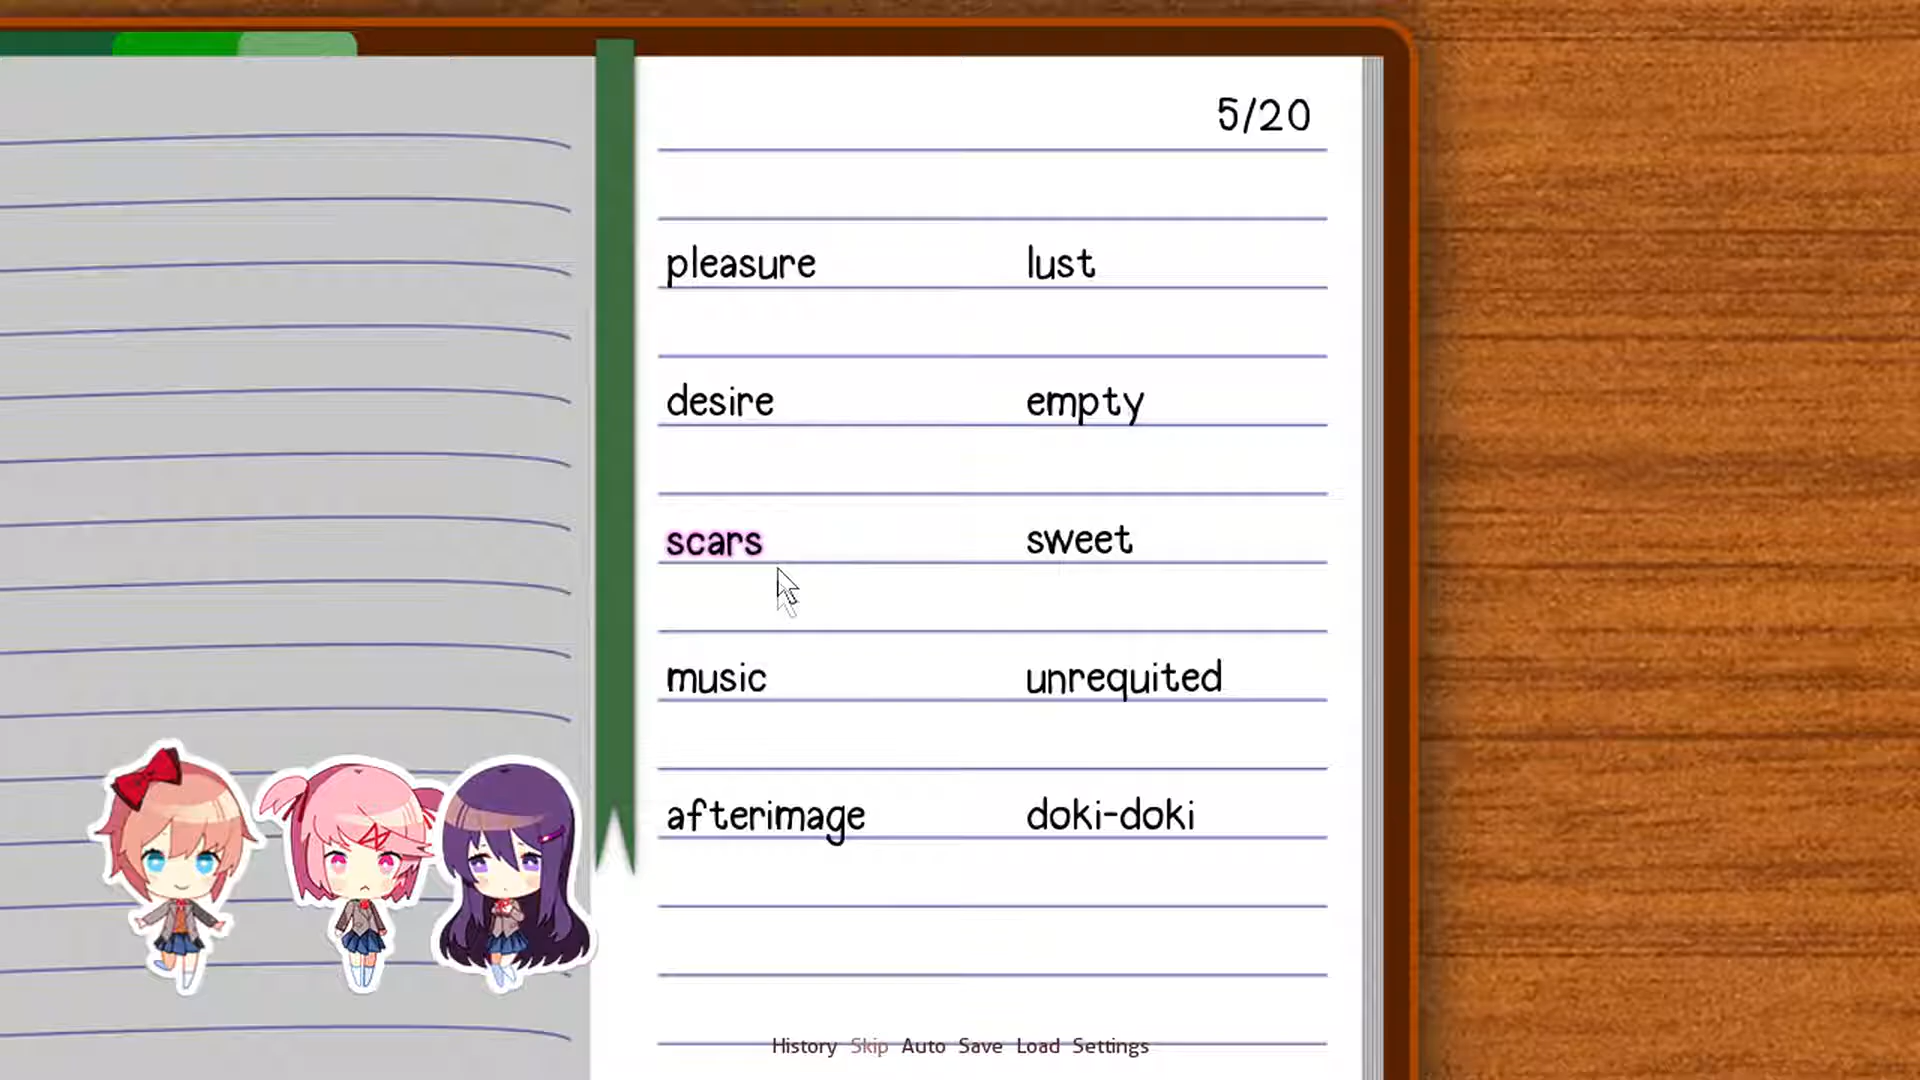 5/20
pleasure lust
desire empty
scars sweet
music unrequited
afterimage doki-doki
History Skip Auto Save Load Settings